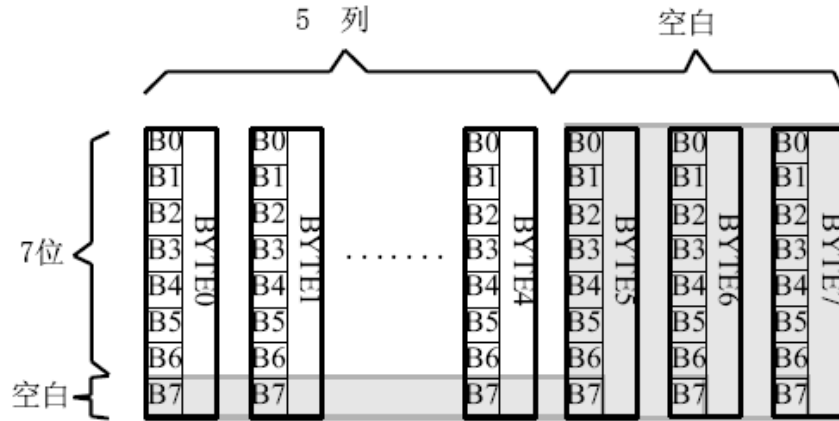 5 列 空白
B0 B0 B0 B0 B0 B0
B1 B1 B1 B1 B1 B1
B2 B2 B2 B2 B2 B2
7位 B3 B3 ....... B3 B3 B3 B3
B4 B4 B4 B4 B4 B4
B5 B5 B5 B5 B5 B5
B6 B6 B6 B6 B6 B6
空白 B7 B7 B7 B7 B7 B7
BYTE0 BYTE1 BYTE4 BYTE5 BYTE6 BYTE7